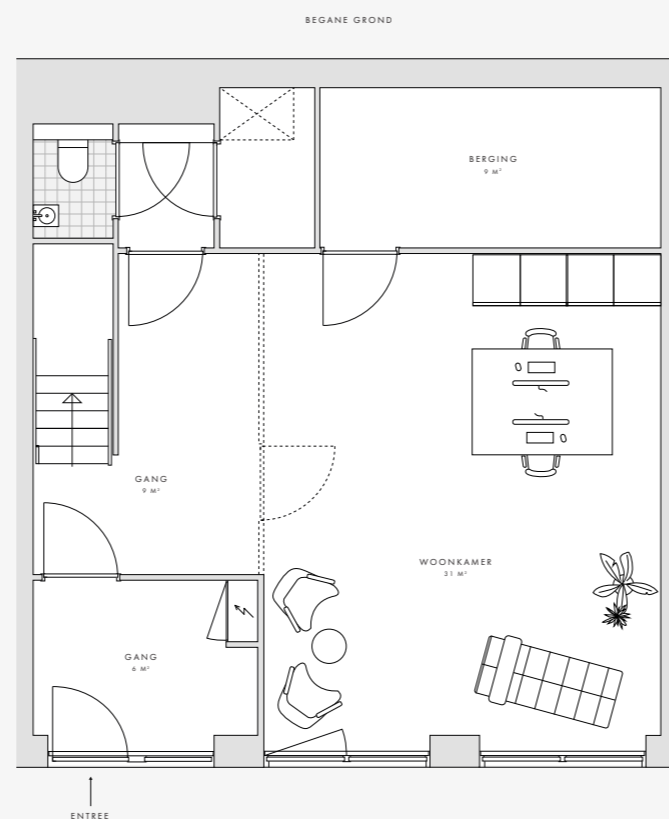 BEGANE GROND
BERGING
9 M²
GANG
9 M²
WOONKAMER
31 M²
GANG
6 M²
ENTREE